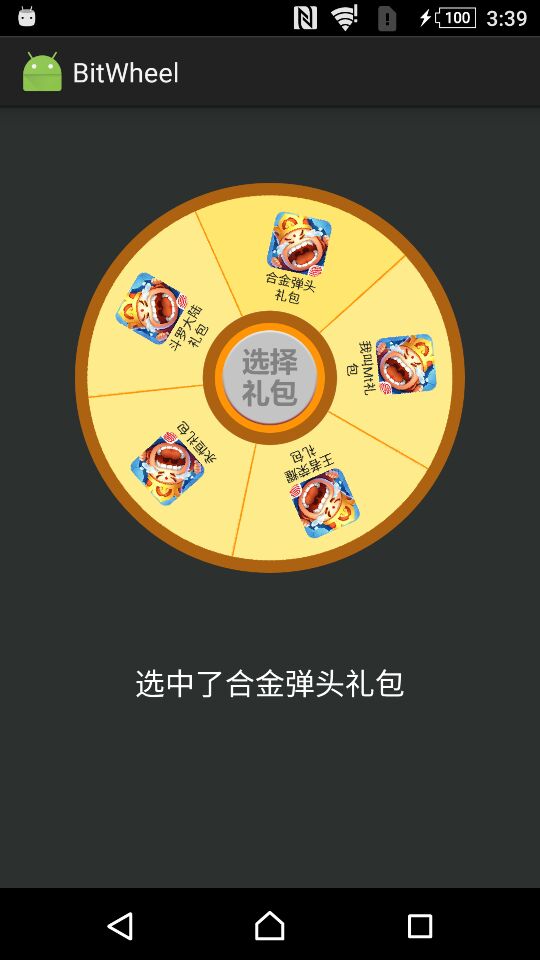 100 3:39
BitWheel
合金弹头
礼包
斗罗大陆
礼包
我叫Mt礼
包
选择
礼包
永恒礼包
王者荣耀
礼包
选中了合金弹头礼包